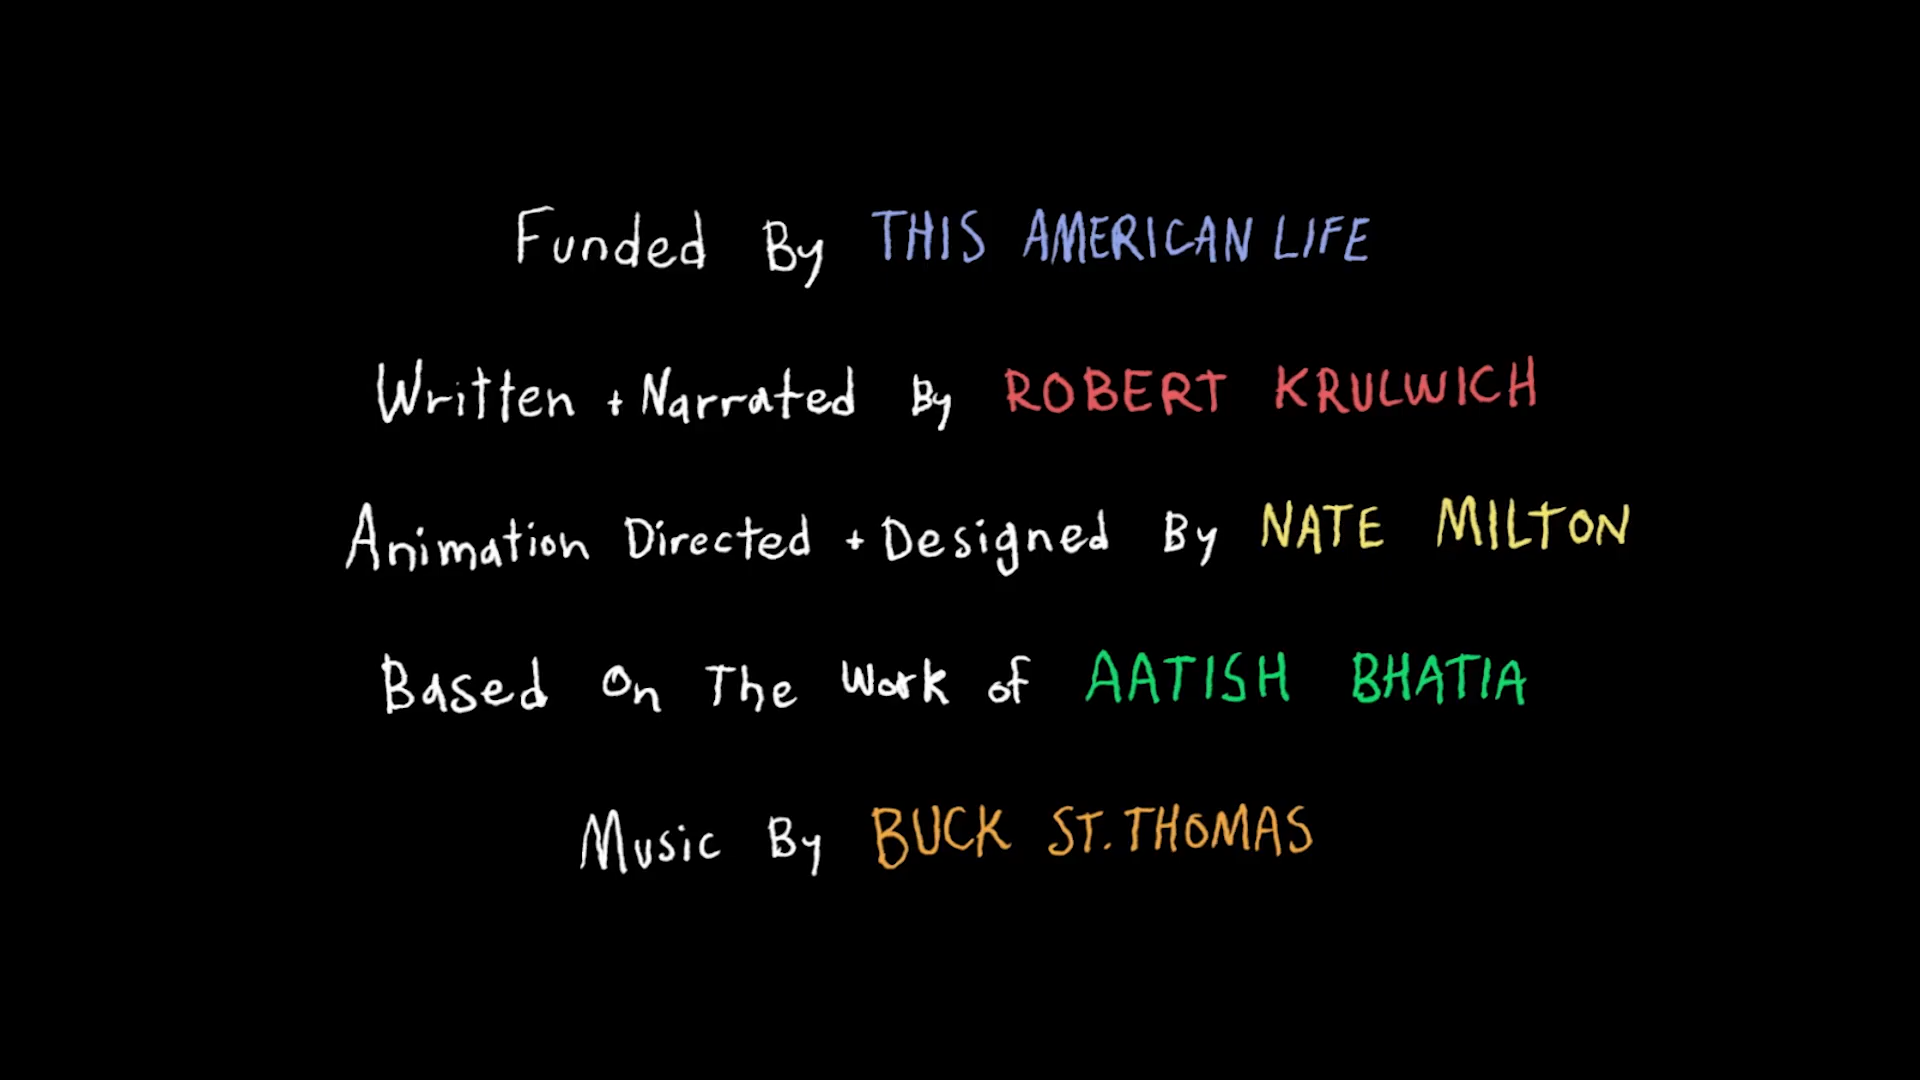 Funded By THIS AMERICAN LIFE
Written + Narrated By ROBERT KRULWICH
Animation Directed + Designed By NATE MILTON
Based On The Work of AATISH BHATIA
Music By BUCK ST. THOMAS